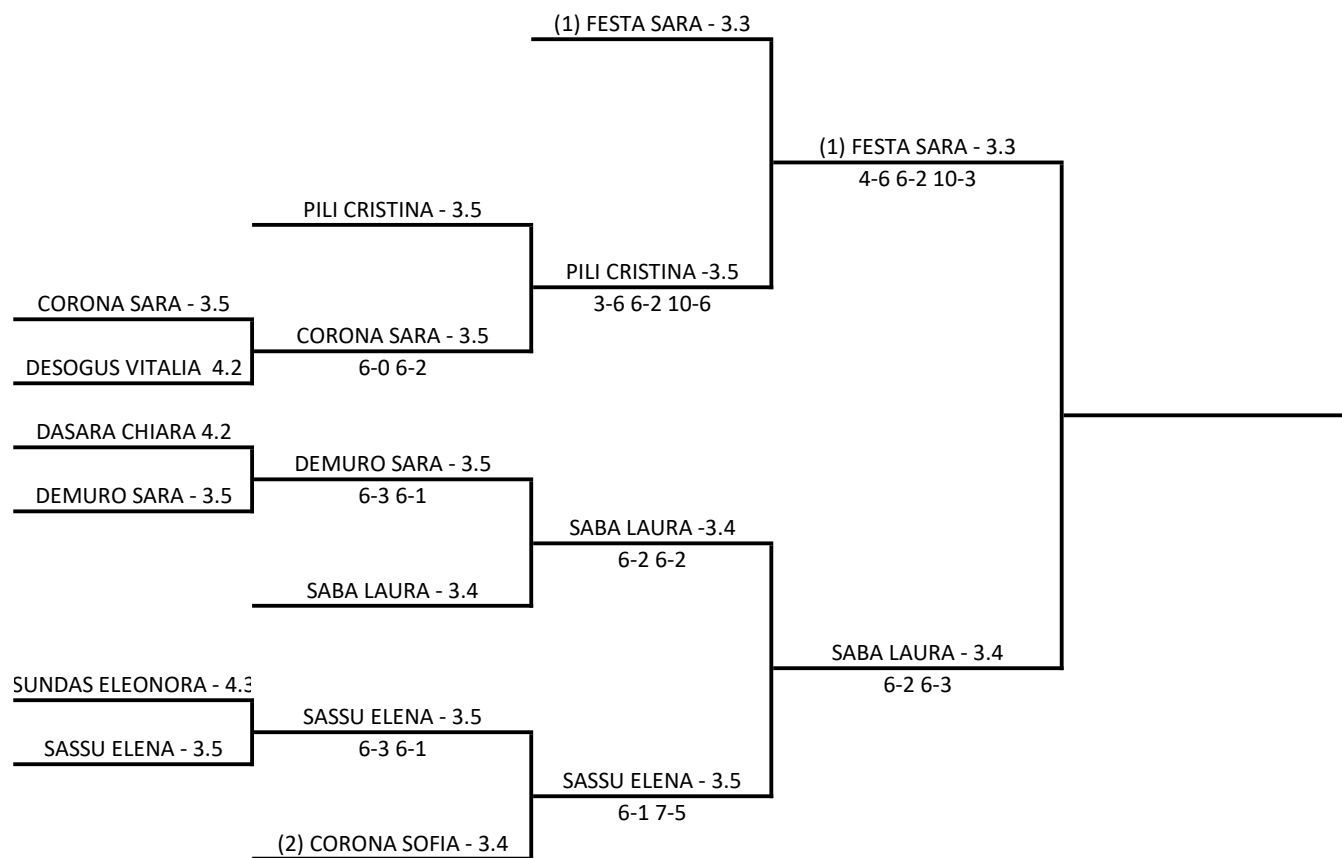 (1) FESTA SARA - 3.3
(1) FESTA SARA - 3.3
4-6 6-2 10-3
PILI CRISTINA - 3.5
PILI CRISTINA -3.5
3-6 6-2 10-6
CORONA SARA - 3.5
CORONA SARA - 3.5
6-0 6-2
DESOGUS VITALIA  4.2
DASARA CHIARA 4.2
DEMURO SARA - 3.5
6-3 6-1
DEMURO SARA - 3.5
SABA LAURA -3.4
6-2 6-2
SABA LAURA - 3.4
SABA LAURA - 3.4
6-2 6-3
SUNDAS ELEONORA - 4.3
SASSU ELENA - 3.5
6-3 6-1
SASSU ELENA - 3.5
SASSU ELENA - 3.5
6-1 7-5
(2) CORONA SOFIA - 3.4